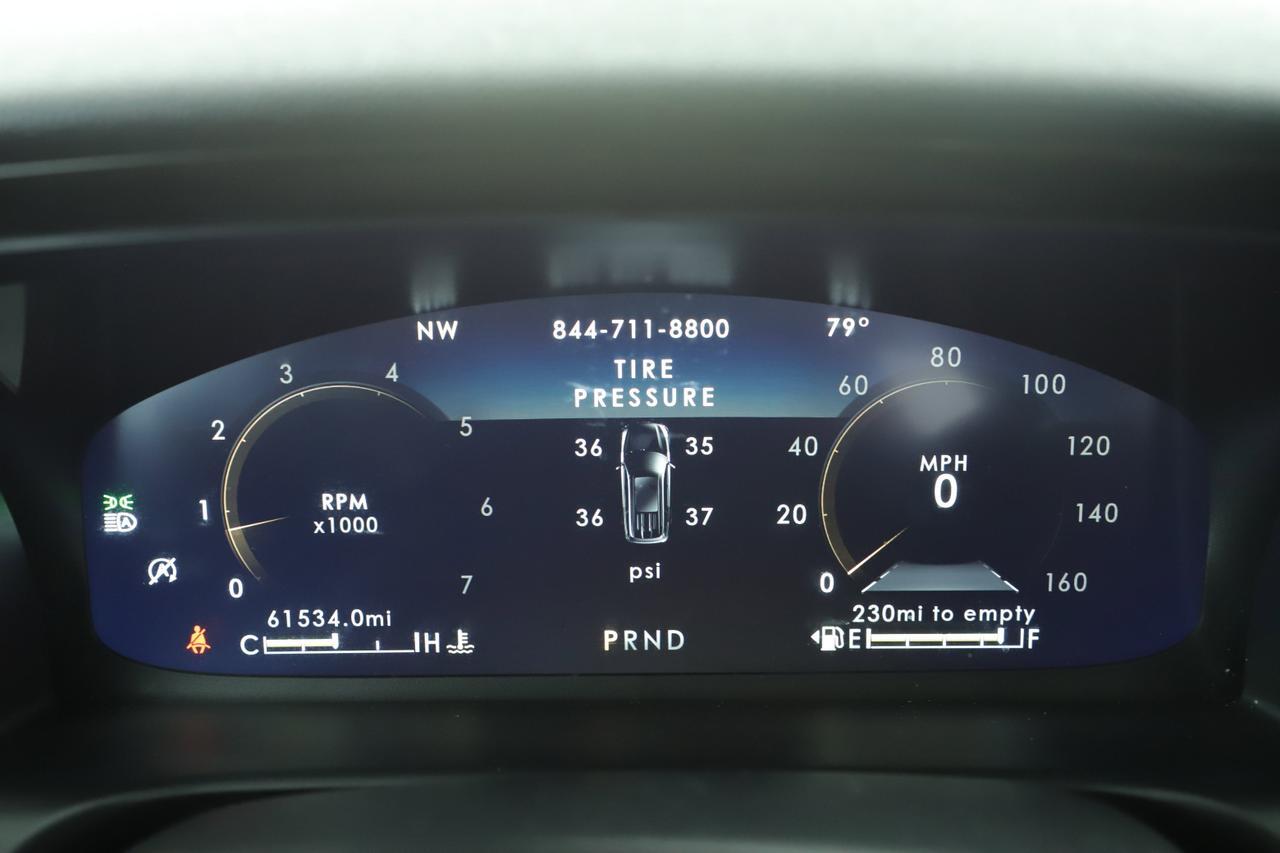 NW 844-711-8800 79°
TIRE
PRESSURE
0 1 2 3 4 5 6 7
RPM
x1000
36 35
36 37
psi
0 20 40 60 80 100 120 140 160
MPH
0
61534.0mi
230mi to empty
C H
PRND
E F